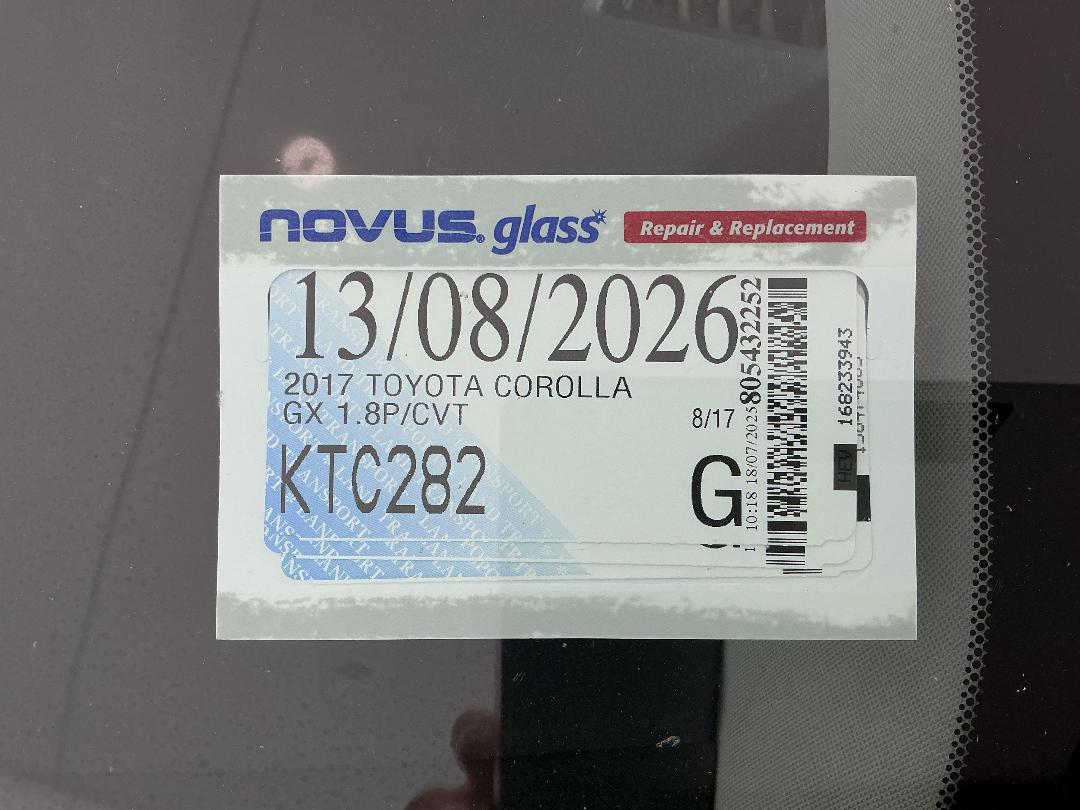 novus. glass
Repair & Replacement
13/08/2026
2017 TOYOTA COROLLA
GX 1.8P/CVT
8/17
KTC282
G
10:18 18/07/2025 805432252
168233943
HEV